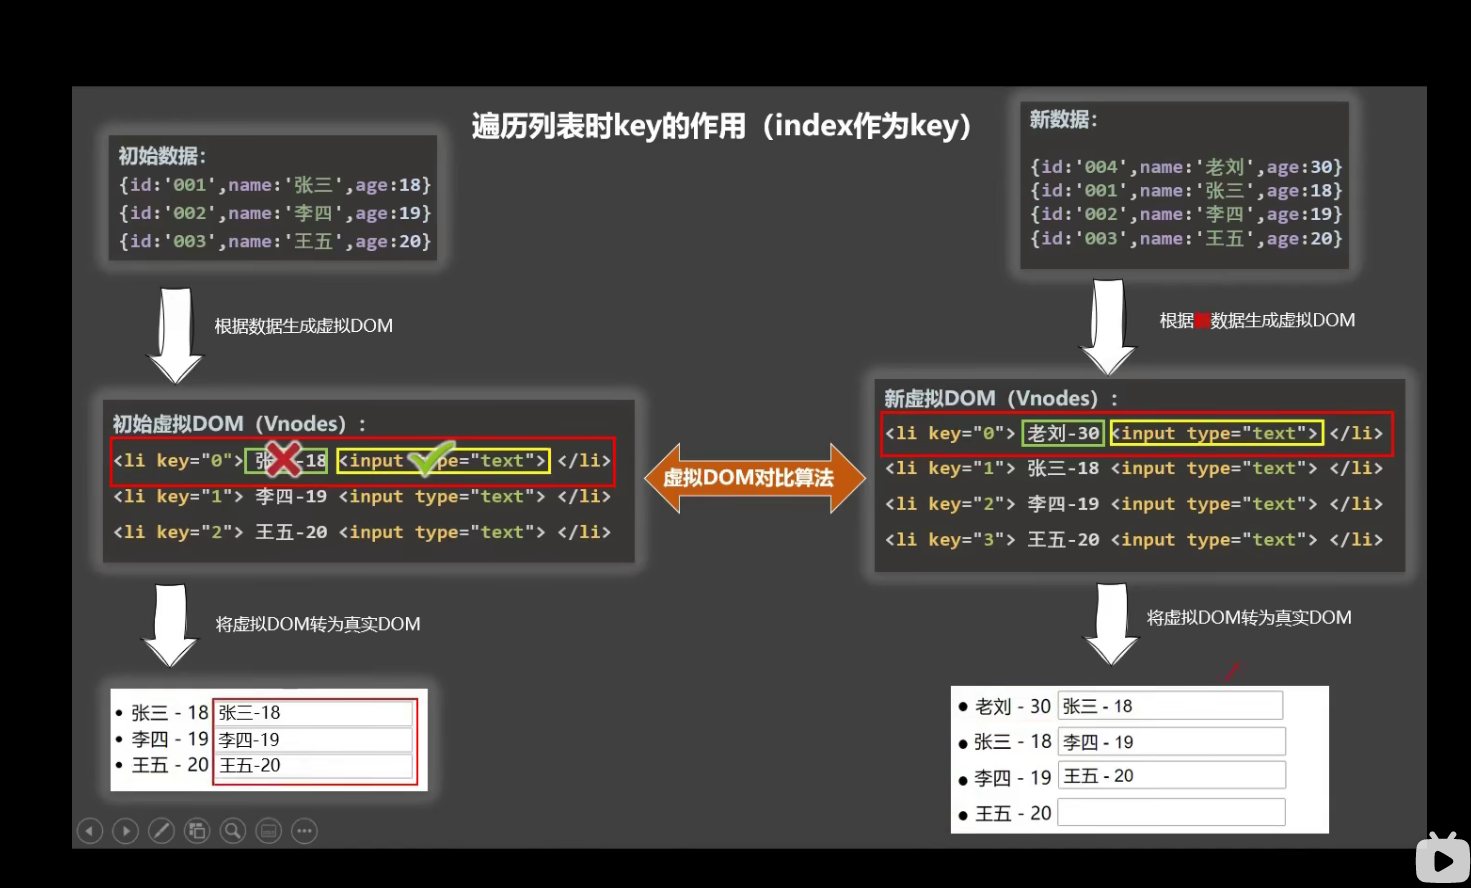 遍历列表时key的作用（index作为key）
初始数据：
{id:'001',name:'张三',age:18}
{id:'002',name:'李四',age:19}
{id:'003',name:'王五',age:20}
根据数据生成虚拟DOM
初始虚拟DOM（Vnodes）：
<li key="0"> 张 -18 <input type="text"> </li>
<li key="1"> 李四-19 <input type="text"> </li>
<li key="2"> 王五-20 <input type="text"> </li>
将虚拟DOM转为真实DOM
• 张三 - 18 张三-18
• 李四 - 19 李四-19
• 王五 - 20 王五-20
虚拟DOM对比算法
新数据：
{id:'004',name:'老刘',age:30}
{id:'001',name:'张三',age:18}
{id:'002',name:'李四',age:19}
{id:'003',name:'王五',age:20}
根据 数据生成虚拟DOM
新虚拟DOM（Vnodes）：
<li key="0"> 老刘-30 <input type="text"> </li>
<li key="1"> 张三-18 <input type="text"> </li>
<li key="2"> 李四-19 <input type="text"> </li>
<li key="3"> 王五-20 <input type="text"> </li>
将虚拟DOM转为真实DOM
● 老刘 - 30 张三 - 18
● 张三 - 18 李四 - 19
● 李四 - 19 王五 - 20
● 王五 - 20